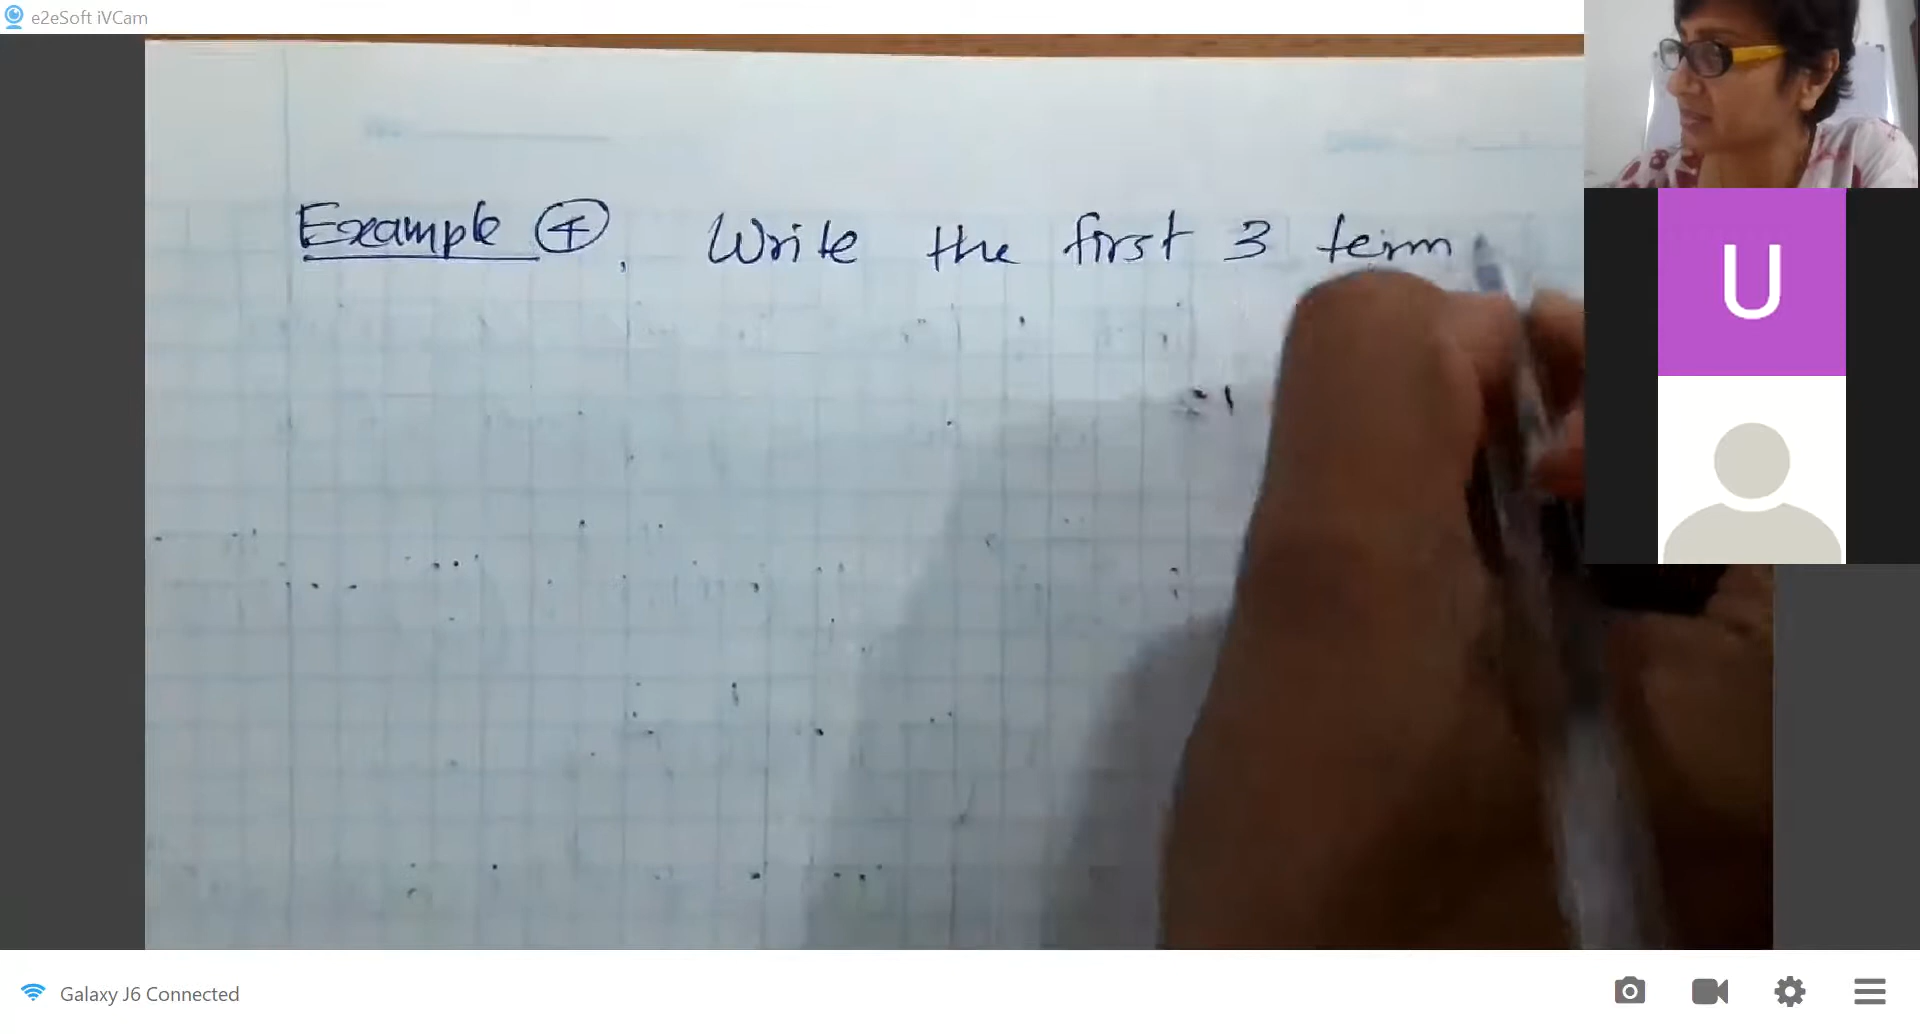 e2eSoft iVCam
Example 4, Write the first 3 term
U
Galaxy J6 Connected